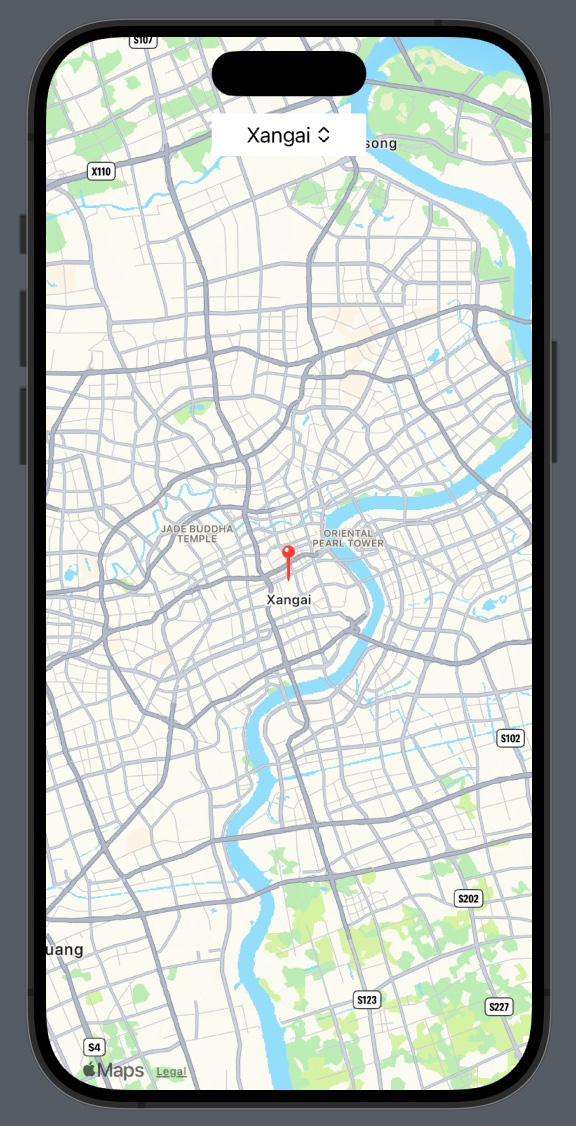 S107
Xangai
song
X110
JADE BUDDHA
TEMPLE
ORIENTAL
PEARL TOWER
Xangai
S102
S202
uang
S123
S227
S4
Maps
Legal